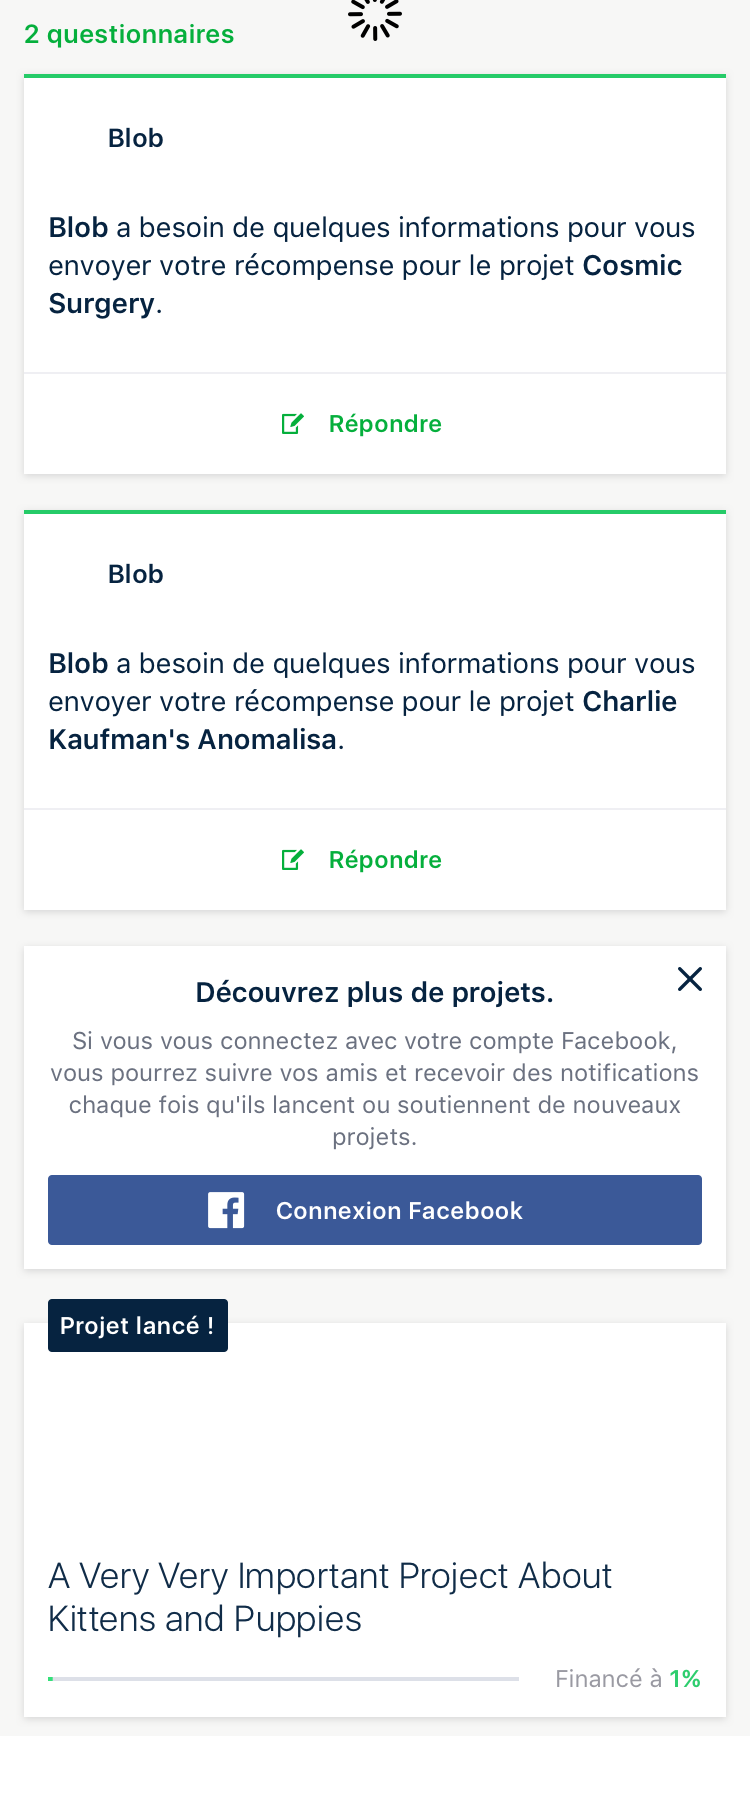 2 questionnaires
Blob
Blob a besoin de quelques informations pour vous
envoyer votre récompense pour le projet Cosmic
Surgery.
Répondre
Blob
Blob a besoin de quelques informations pour vous
envoyer votre récompense pour le projet Charlie
Kaufman's Anomalisa.
Répondre
Découvrez plus de projets.
Si vous vous connectez avec votre compte Facebook,
vous pourrez suivre vos amis et recevoir des notifications
chaque fois qu'ils lancent ou soutiennent de nouveaux
projets.
Connexion Facebook
Projet lancé !
A Very Very Important Project About
Kittens and Puppies
Financé à 1%